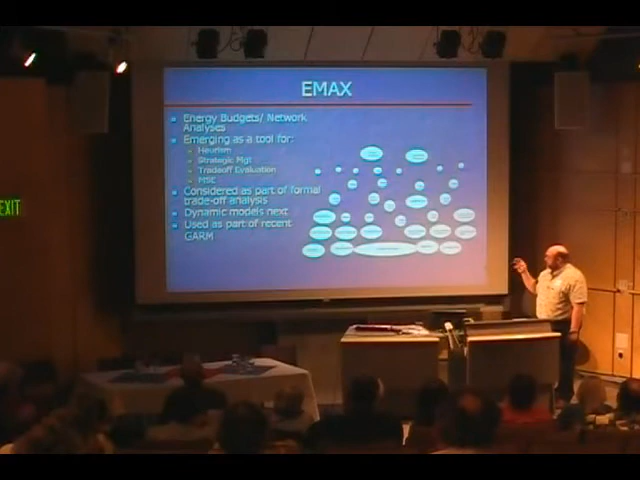 EMAX
Energy Budgets/ Network
Analyses
Emerging as a tool for:
Heurism
Strategic Mgt
Tradeoff Evaluation
MSE
Considered as part of formal
trade-off analysis
Dynamic models next
Used as part of recent
GARM
EXIT